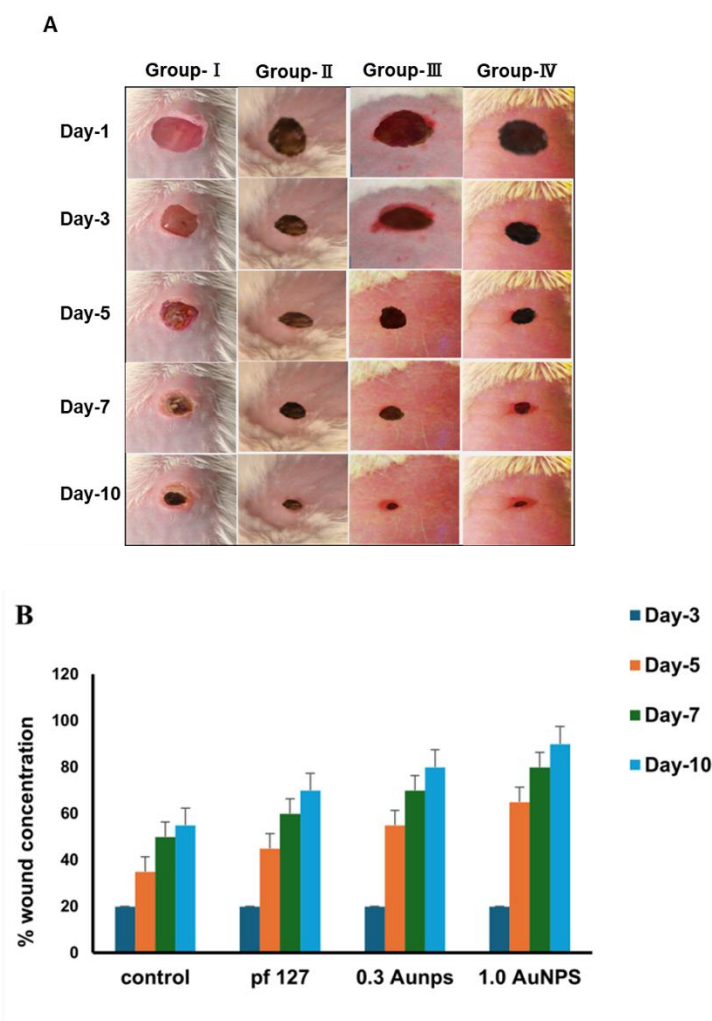 A
Group- Ⅰ Group- Ⅱ Group-Ⅲ Group-Ⅳ
Day-1
Day-3
Day-5
Day-7
Day-10
B
Day-3
Day-5
Day-7
Day-10
% wound concentration
120
100
80
60
40
20
0
control pf 127 0.3 Aunps 1.0 AuNPS